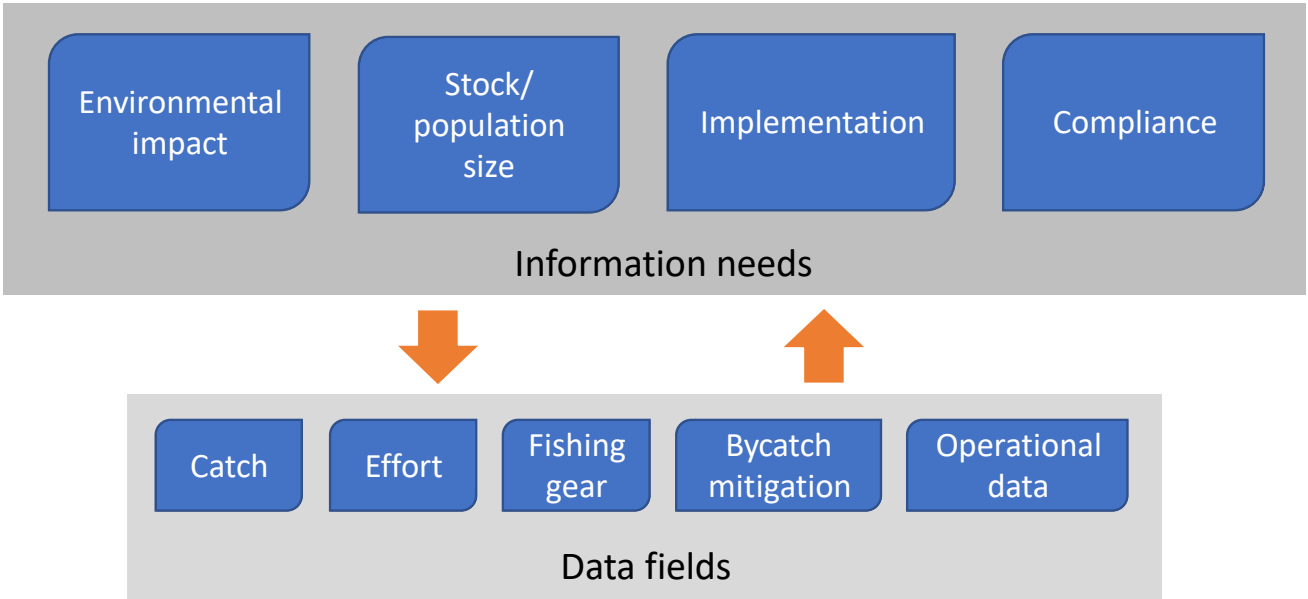 Environmental
impact
Stock/
population
size
Implementation
Compliance
Information needs
Catch
Effort
Fishing
gear
Bycatch
mitigation
Operational
data
Data fields